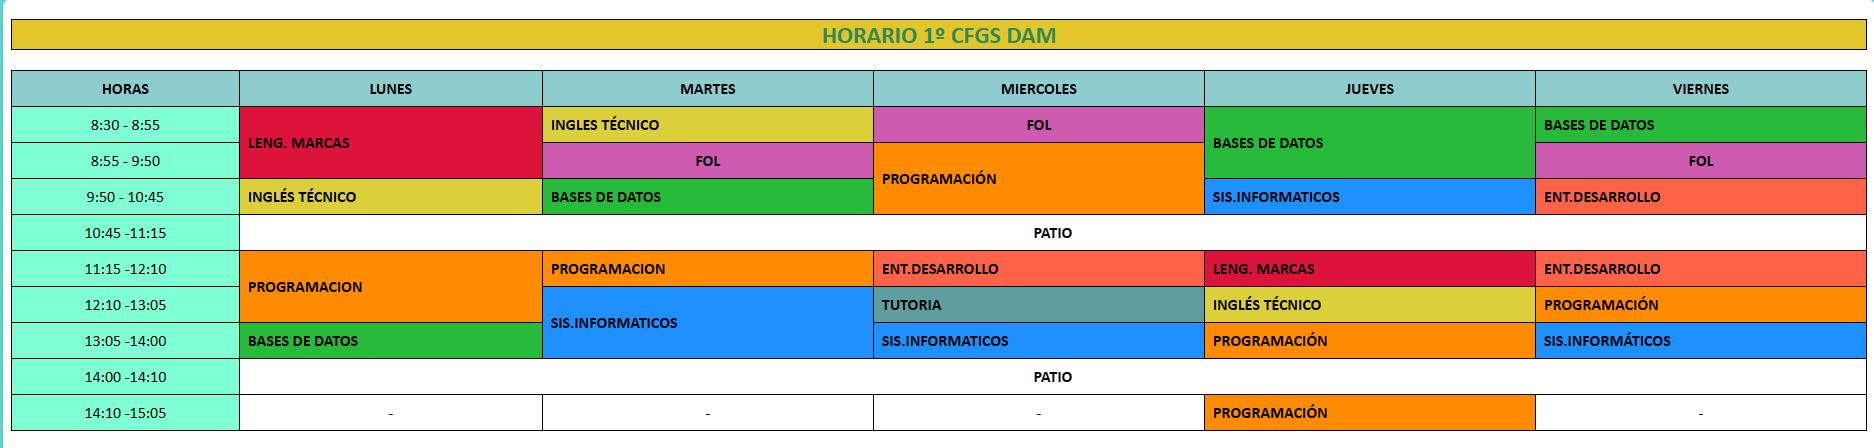 HORARIO 1º CFGS DAM
HORAS LUNES MARTES MIERCOLES JUEVES VIERNES
8:30 - 8:55 LENG. MARCAS INGLES TÉCNICO FOL BASES DE DATOS BASES DE DATOS
8:55 - 9:50 FOL PROGRAMACIÓN FOL
9:50 - 10:45 INGLÉS TÉCNICO BASES DE DATOS SIS.INFORMATICOS ENT.DESARROLLO
10:45 -11:15 PATIO
11:15 -12:10 PROGRAMACION PROGRAMACION ENT.DESARROLLO LENG. MARCAS ENT.DESARROLLO
12:10 -13:05 SIS.INFORMATICOS TUTORIA INGLÉS TÉCNICO PROGRAMACIÓN
13:05 -14:00 BASES DE DATOS SIS.INFORMATICOS PROGRAMACIÓN SIS.INFORMÁTICOS
14:00 -14:10 PATIO
14:10 -15:05 - - - PROGRAMACIÓN -